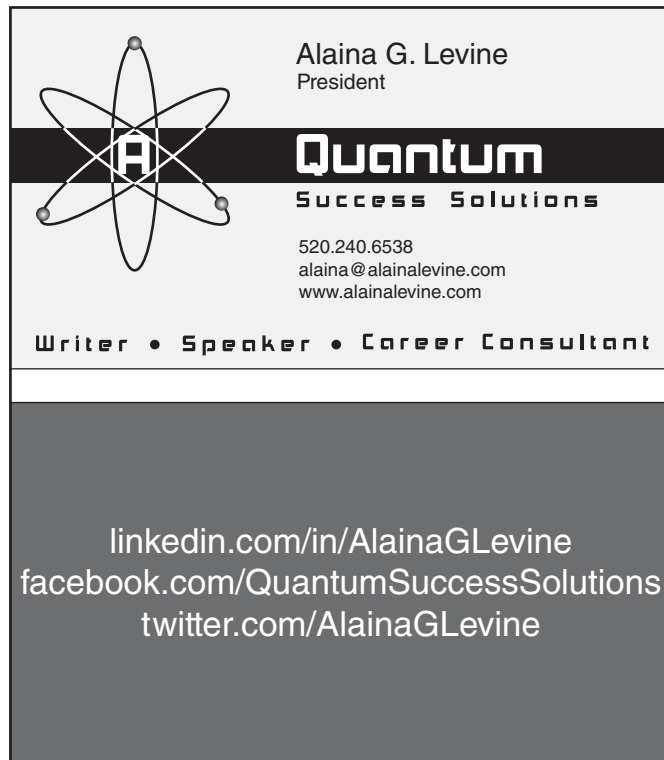 Alaina G. Levine
President
A Quantum
Success Solutions
520.240.6538
alaina@alainalevine.com
www.alainalevine.com
Writer • Speaker • Career Consultant
linkedin.com/in/AlainaGLevine
facebook.com/QuantumSuccessSolutions
twitter.com/AlainaGLevine